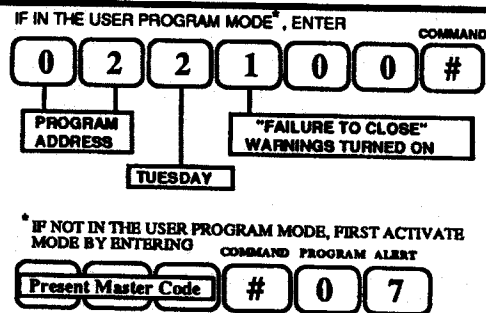 IF IN THE USER PROGRAM MODE*, ENTER
COMMAND
0 2 2 1 0 0 #
PROGRAM ADDRESS
"FAILURE TO CLOSE" WARNINGS TURNED ON
TUESDAY
* IF NOT IN THE USER PROGRAM MODE, FIRST ACTIVATE
MODE BY ENTERING
COMMAND PROGRAM ALERT
Present Master Code # 0 7